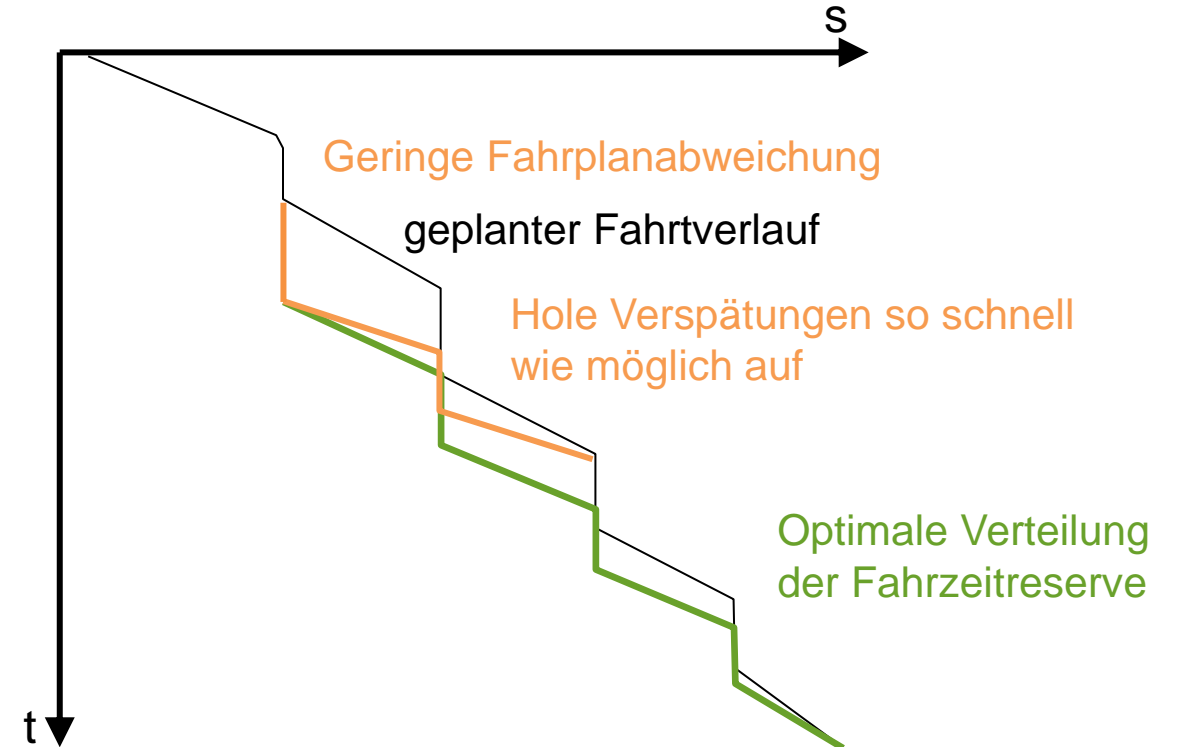 s
Geringe Fahrplanabweichung
geplanter Fahrtverlauf
Hole Verspätungen so schnell
wie möglich auf
Optimale Verteilung
der Fahrzeitreserve
t